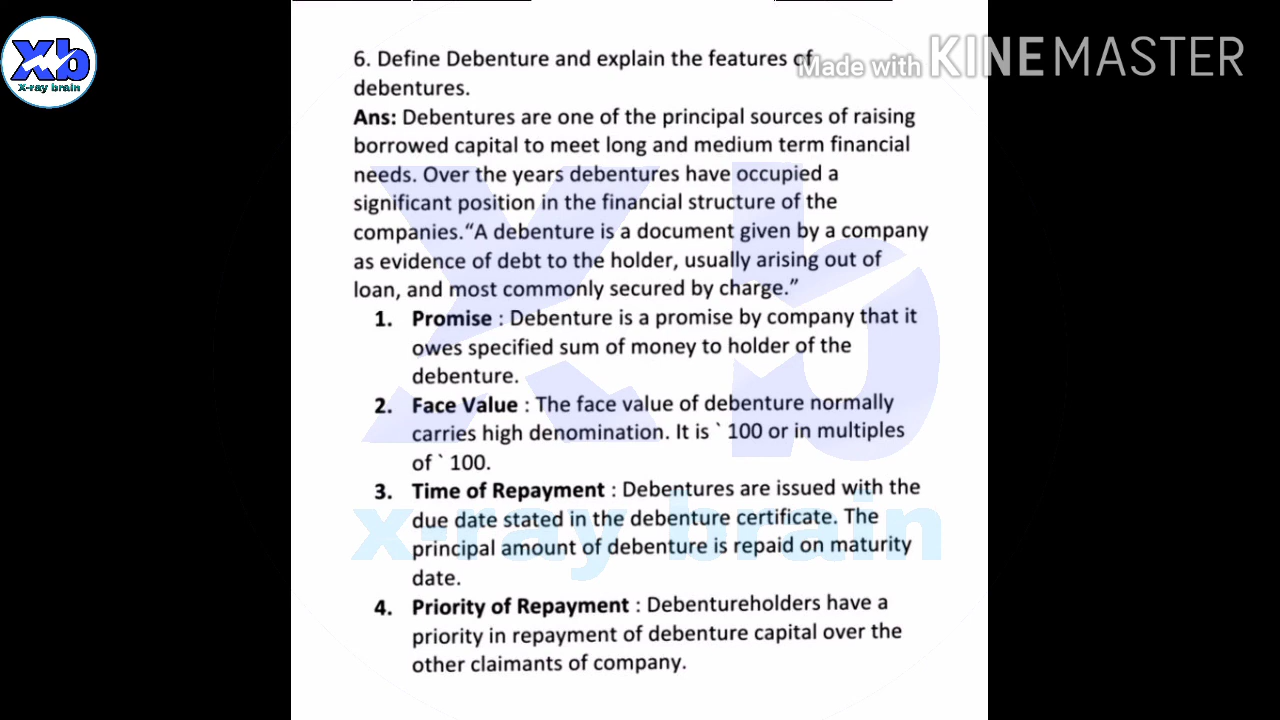 Xb
X-ray brain
Made with KINEMASTER
6. Define Debenture and explain the features of
debentures.
Ans: Debentures are one of the principal sources of raising
borrowed capital to meet long and medium term financial
needs. Over the years debentures have occupied a
significant position in the financial structure of the
companies.“A debenture is a document given by a company
as evidence of debt to the holder, usually arising out of
loan, and most commonly secured by charge.”
1. Promise : Debenture is a promise by company that it
owes specified sum of money to holder of the
debenture.
2. Face Value : The face value of debenture normally
carries high denomination. It is ` 100 or in multiples
of ` 100.
3. Time of Repayment : Debentures are issued with the
due date stated in the debenture certificate. The
principal amount of debenture is repaid on maturity
date.
4. Priority of Repayment : Debentureholders have a
priority in repayment of debenture capital over the
other claimants of company.
Xb
x-ray brain